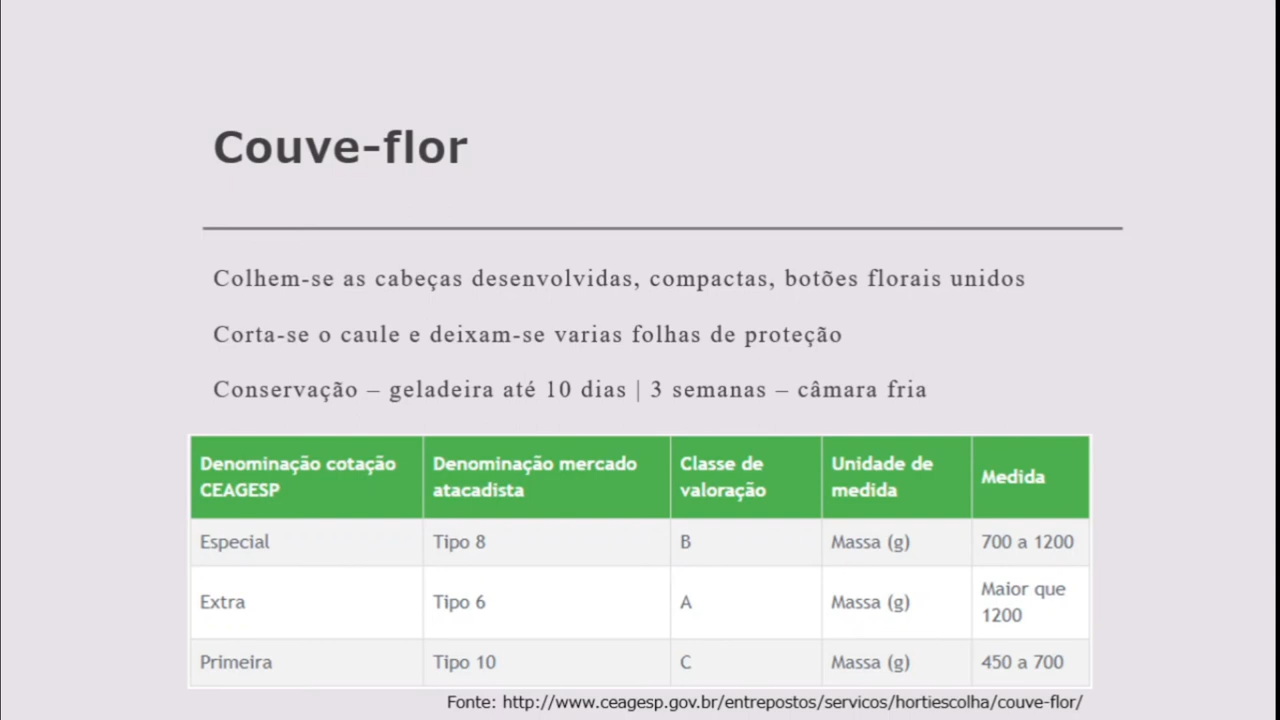 Couve-flor
Colhem-se as cabeças desenvolvidas, compactas, botões florais unidos
Corta-se o caule e deixam-se varias folhas de proteção
Conservação – geladeira até 10 dias | 3 semanas – câmara fria
Denominação cotação CEAGESP | Denominação mercado atacadista | Classe de valoração | Unidade de medida | Medida
Especial | Tipo 8 | B | Massa (g) | 700 a 1200
Extra | Tipo 6 | A | Massa (g) | Maior que 1200
Primeira | Tipo 10 | C | Massa (g) | 450 a 700
Fonte: http://www.ceagesp.gov.br/entrepostos/servicos/hortiescolha/couve-flor/